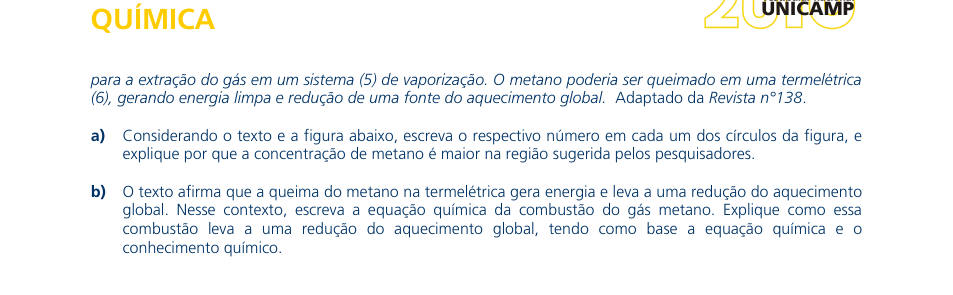 QUÍMICA
UNICAMP
para a extração do gás em um sistema (5) de vaporização. O metano poderia ser queimado em uma termelétrica
(6), gerando energia limpa e redução de uma fonte do aquecimento global. Adaptado da Revista n°138.
a) Considerando o texto e a figura abaixo, escreva o respectivo número em cada um dos círculos da figura, e
explique por que a concentração de metano é maior na região sugerida pelos pesquisadores.
b) O texto afirma que a queima do metano na termelétrica gera energia e leva a uma redução do aquecimento
global. Nesse contexto, escreva a equação química da combustão do gás metano. Explique como essa
combustão leva a uma redução do aquecimento global, tendo como base a equação química e o
conhecimento químico.